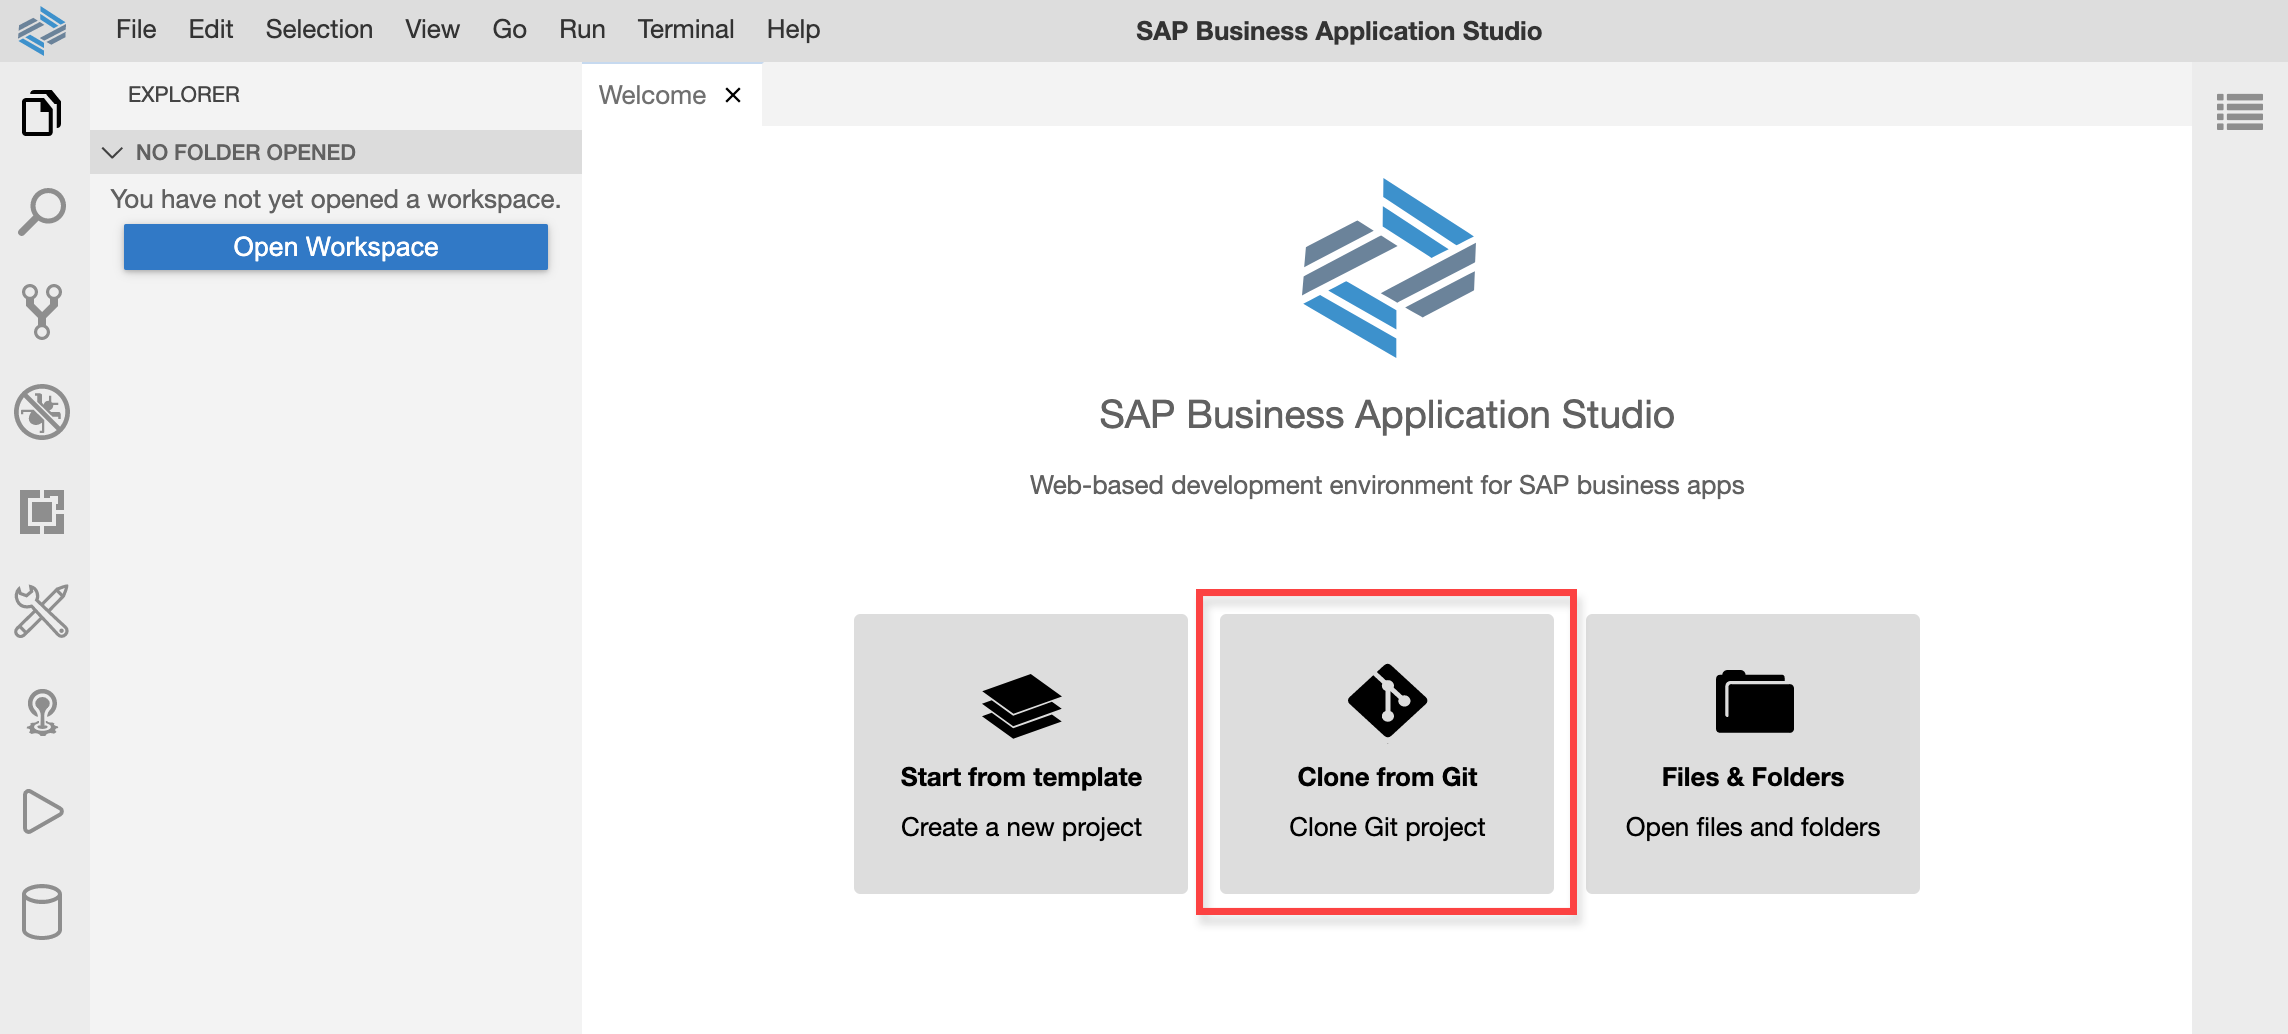 File Edit Selection View Go Run Terminal Help
SAP Business Application Studio
EXPLORER
NO FOLDER OPENED
You have not yet opened a workspace.
Open Workspace
Welcome
SAP Business Application Studio
Web-based development environment for SAP business apps
Start from template
Create a new project
Clone from Git
Clone Git project
Files & Folders
Open files and folders